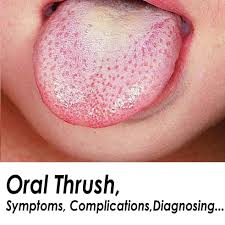 Oral Thrush,
Symptoms, Complications,Diagnosing...